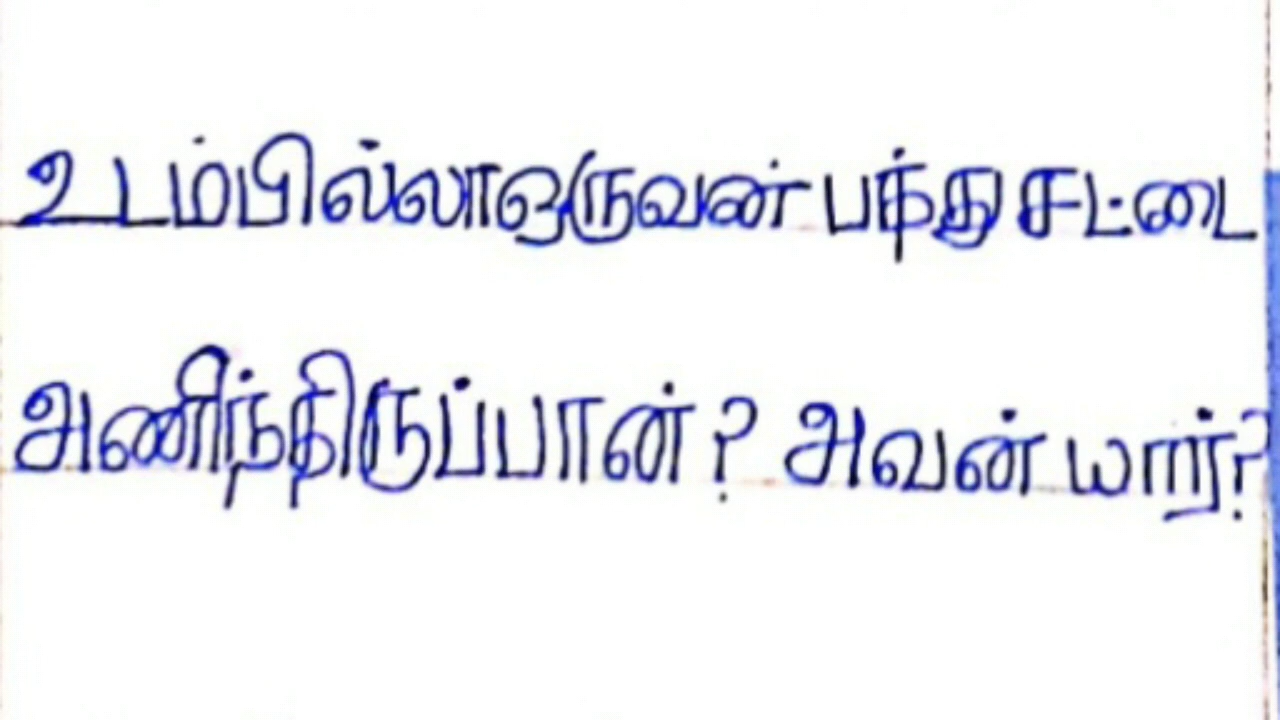 உடம்பில்லா ஒருவன் பத்து சட்டை
அணிந்திருப்பான்? அவன் யார்?